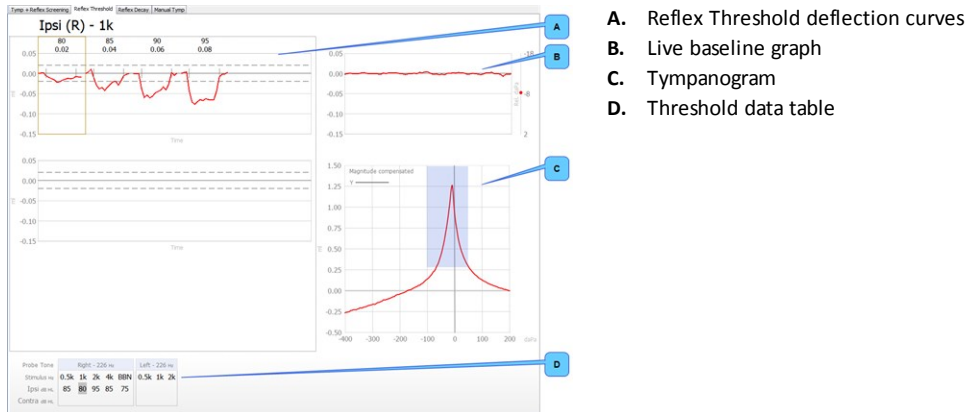 Tymp + Reflex Screening Reflex Threshold Reflex Decay Manual Tymp
Ipsi (R) - 1k
80 85 90 95
0.02 0.04 0.06 0.08
0.05
0.00
-0.05
-0.10
-0.15
Time
0.05
0.00
-0.05
-0.10
-0.15
Time
0.05
0.00
-0.05
-0.10
-0.15
-18
-8
2
Magnitude compensated
Y
1.50
1.25
1.00
0.75
0.50
0.25
0.00
-0.25
-0.50
-400 -300 -200 -100 0 100 200 daPa
Probe Tone Right - 226 Hz Left - 226 Hz
Stimulus Hz 0.5k 1k 2k 4k BBN 0.5k 1k 2k
Ipsi dB HL 85 80 95 85 75
Contra dB HL
A
B
C
D
A. Reflex Threshold deflection curves
B. Live baseline graph
C. Tympanogram
D. Threshold data table